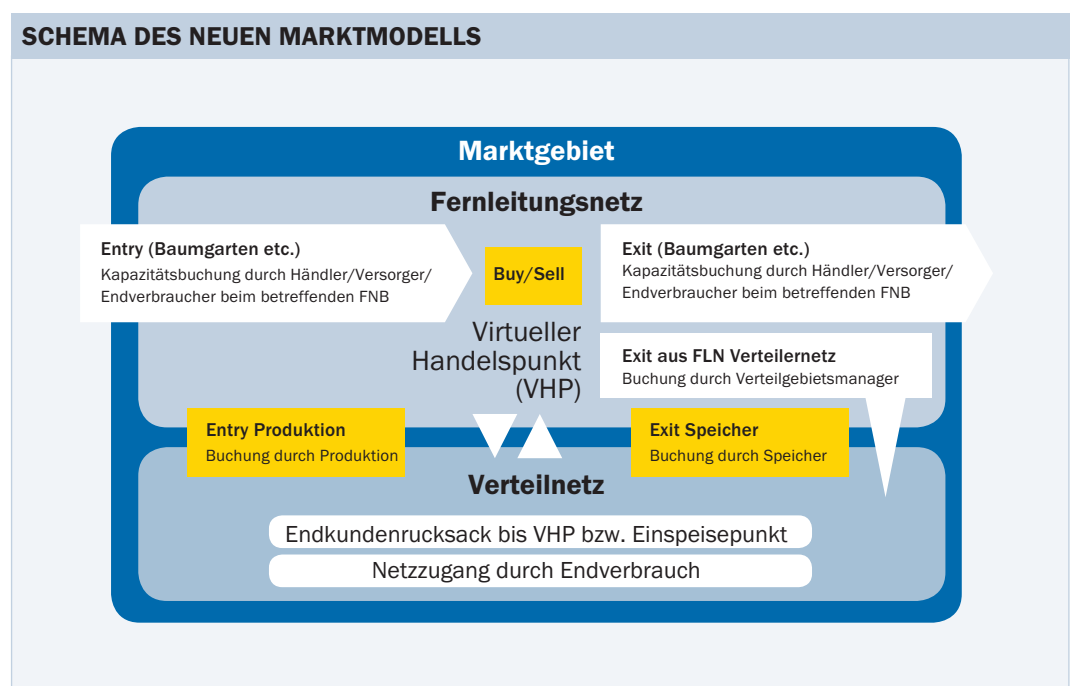 SCHEMA DES NEUEN MARKTMODELLS
Marktgebiet
Fernleitungsnetz
Entry (Baumgarten etc.)
Kapazitätsbuchung durch Händler/Versorger/
Endverbraucher beim betreffenden FNB
Buy/Sell
Exit (Baumgarten etc.)
Kapazitätsbuchung durch Händler/Versorger/
Endverbraucher beim betreffenden FNB
Virtueller
Handelspunkt
(VHP)
Exit aus FLN Verteilernetz
Buchung durch Verteilgebietsmanager
Entry Produktion
Buchung durch Produktion
Exit Speicher
Buchung durch Speicher
Verteilnetz
Endkundenrucksack bis VHP bzw. Einspeisepunkt
Netzzugang durch Endverbrauch